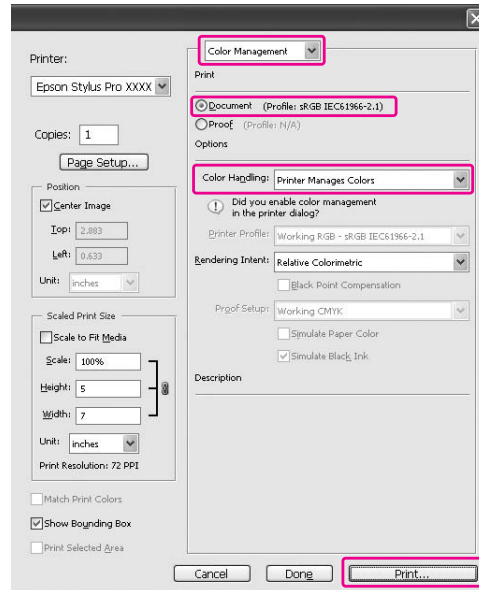 Printer:
Epson Stylus Pro XXXX
Copies: 1
Page Setup...
Position
Center Image
Top: 2.883
Left: 0.633
Unit: inches
Scaled Print Size
Scale to Fit Media
Scale: 100%
Height: 5
Width: 7
Unit: inches
Print Resolution: 72 PPI
Match Print Colors
Show Bounding Box
Print Selected Area
Color Management
Print
Document (Profile: sRGB IEC61966-2.1)
Proof (Profile: N/A)
Options
Color Handling: Printer Manages Colors
Did you enable color management
in the printer dialog?
Printer Profile: Working RGB - sRGB IEC61966-2.1
Rendering Intent: Relative Colorimetric
Black Point Compensation
Proof Setup: Working CMYK
Simulate Paper Color
Simulate Black Ink
Description
Cancel Done Print...